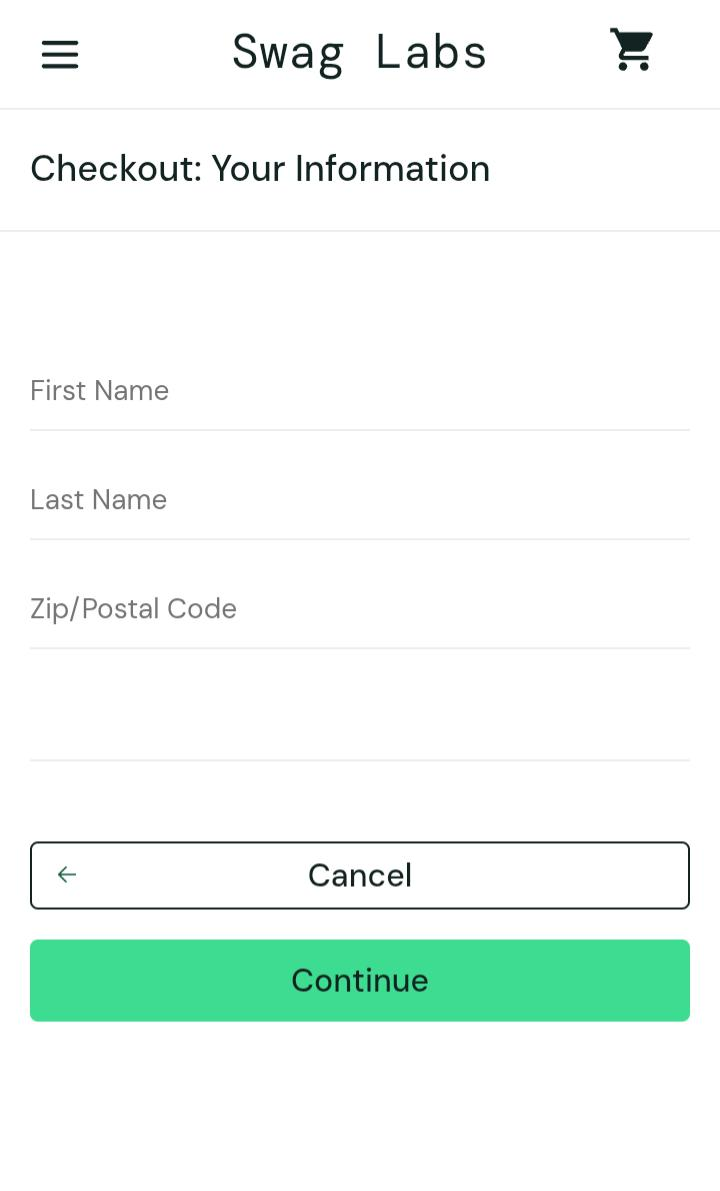 Swag Labs
Checkout: Your Information
First Name
Last Name
Zip/Postal Code
Cancel
Continue